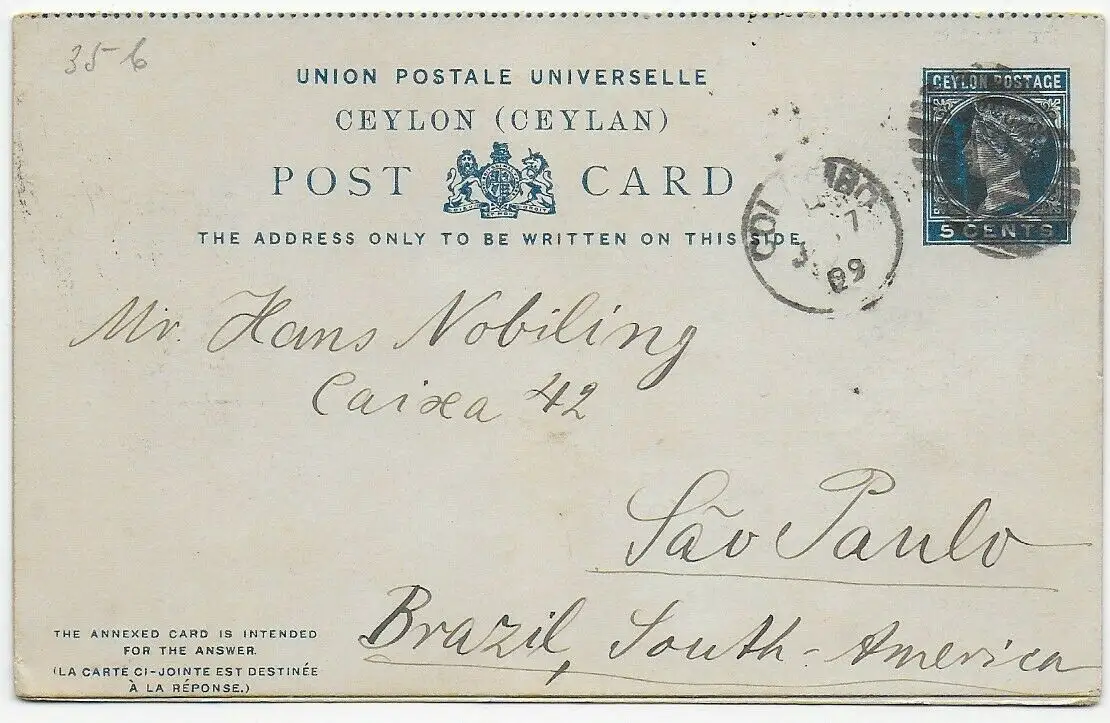 35-6
UNION POSTALE UNIVERSELLE
CEYLON (CEYLAN)
POST CARD
THE ADDRESS ONLY TO BE WRITTEN ON THIS SIDE.
CEYLON POSTAGE
5 CENTS
COLOMBO
89
Mr. Hans Nobiling
Caixa 42
São Paulo
Brazil, South-America
THE ANNEXED CARD IS INTENDED
FOR THE ANSWER.
(LA CARTE CI-JOINTE EST DESTINÉE
À LA RÉPONSE.)